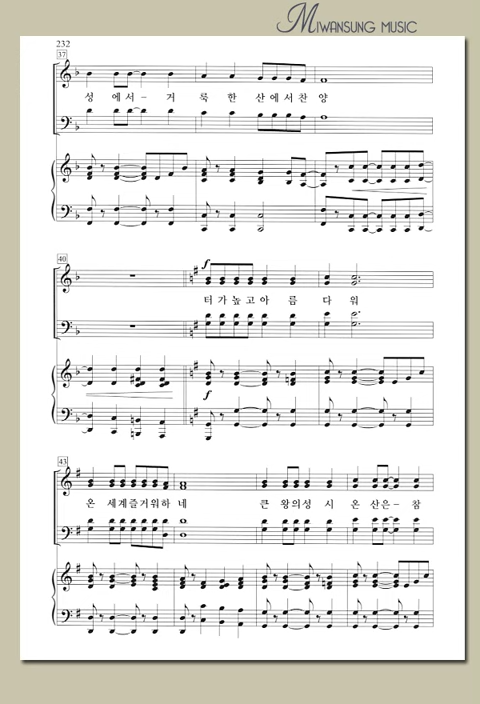 MIWANSUNG MUSIC
232
37
성 에서- 거 룩 한 산에서찬 양
40
f
터가높고아 름 다 워
f
43
온 세계즐거워하네 큰 왕의성 시 온 산은- 참